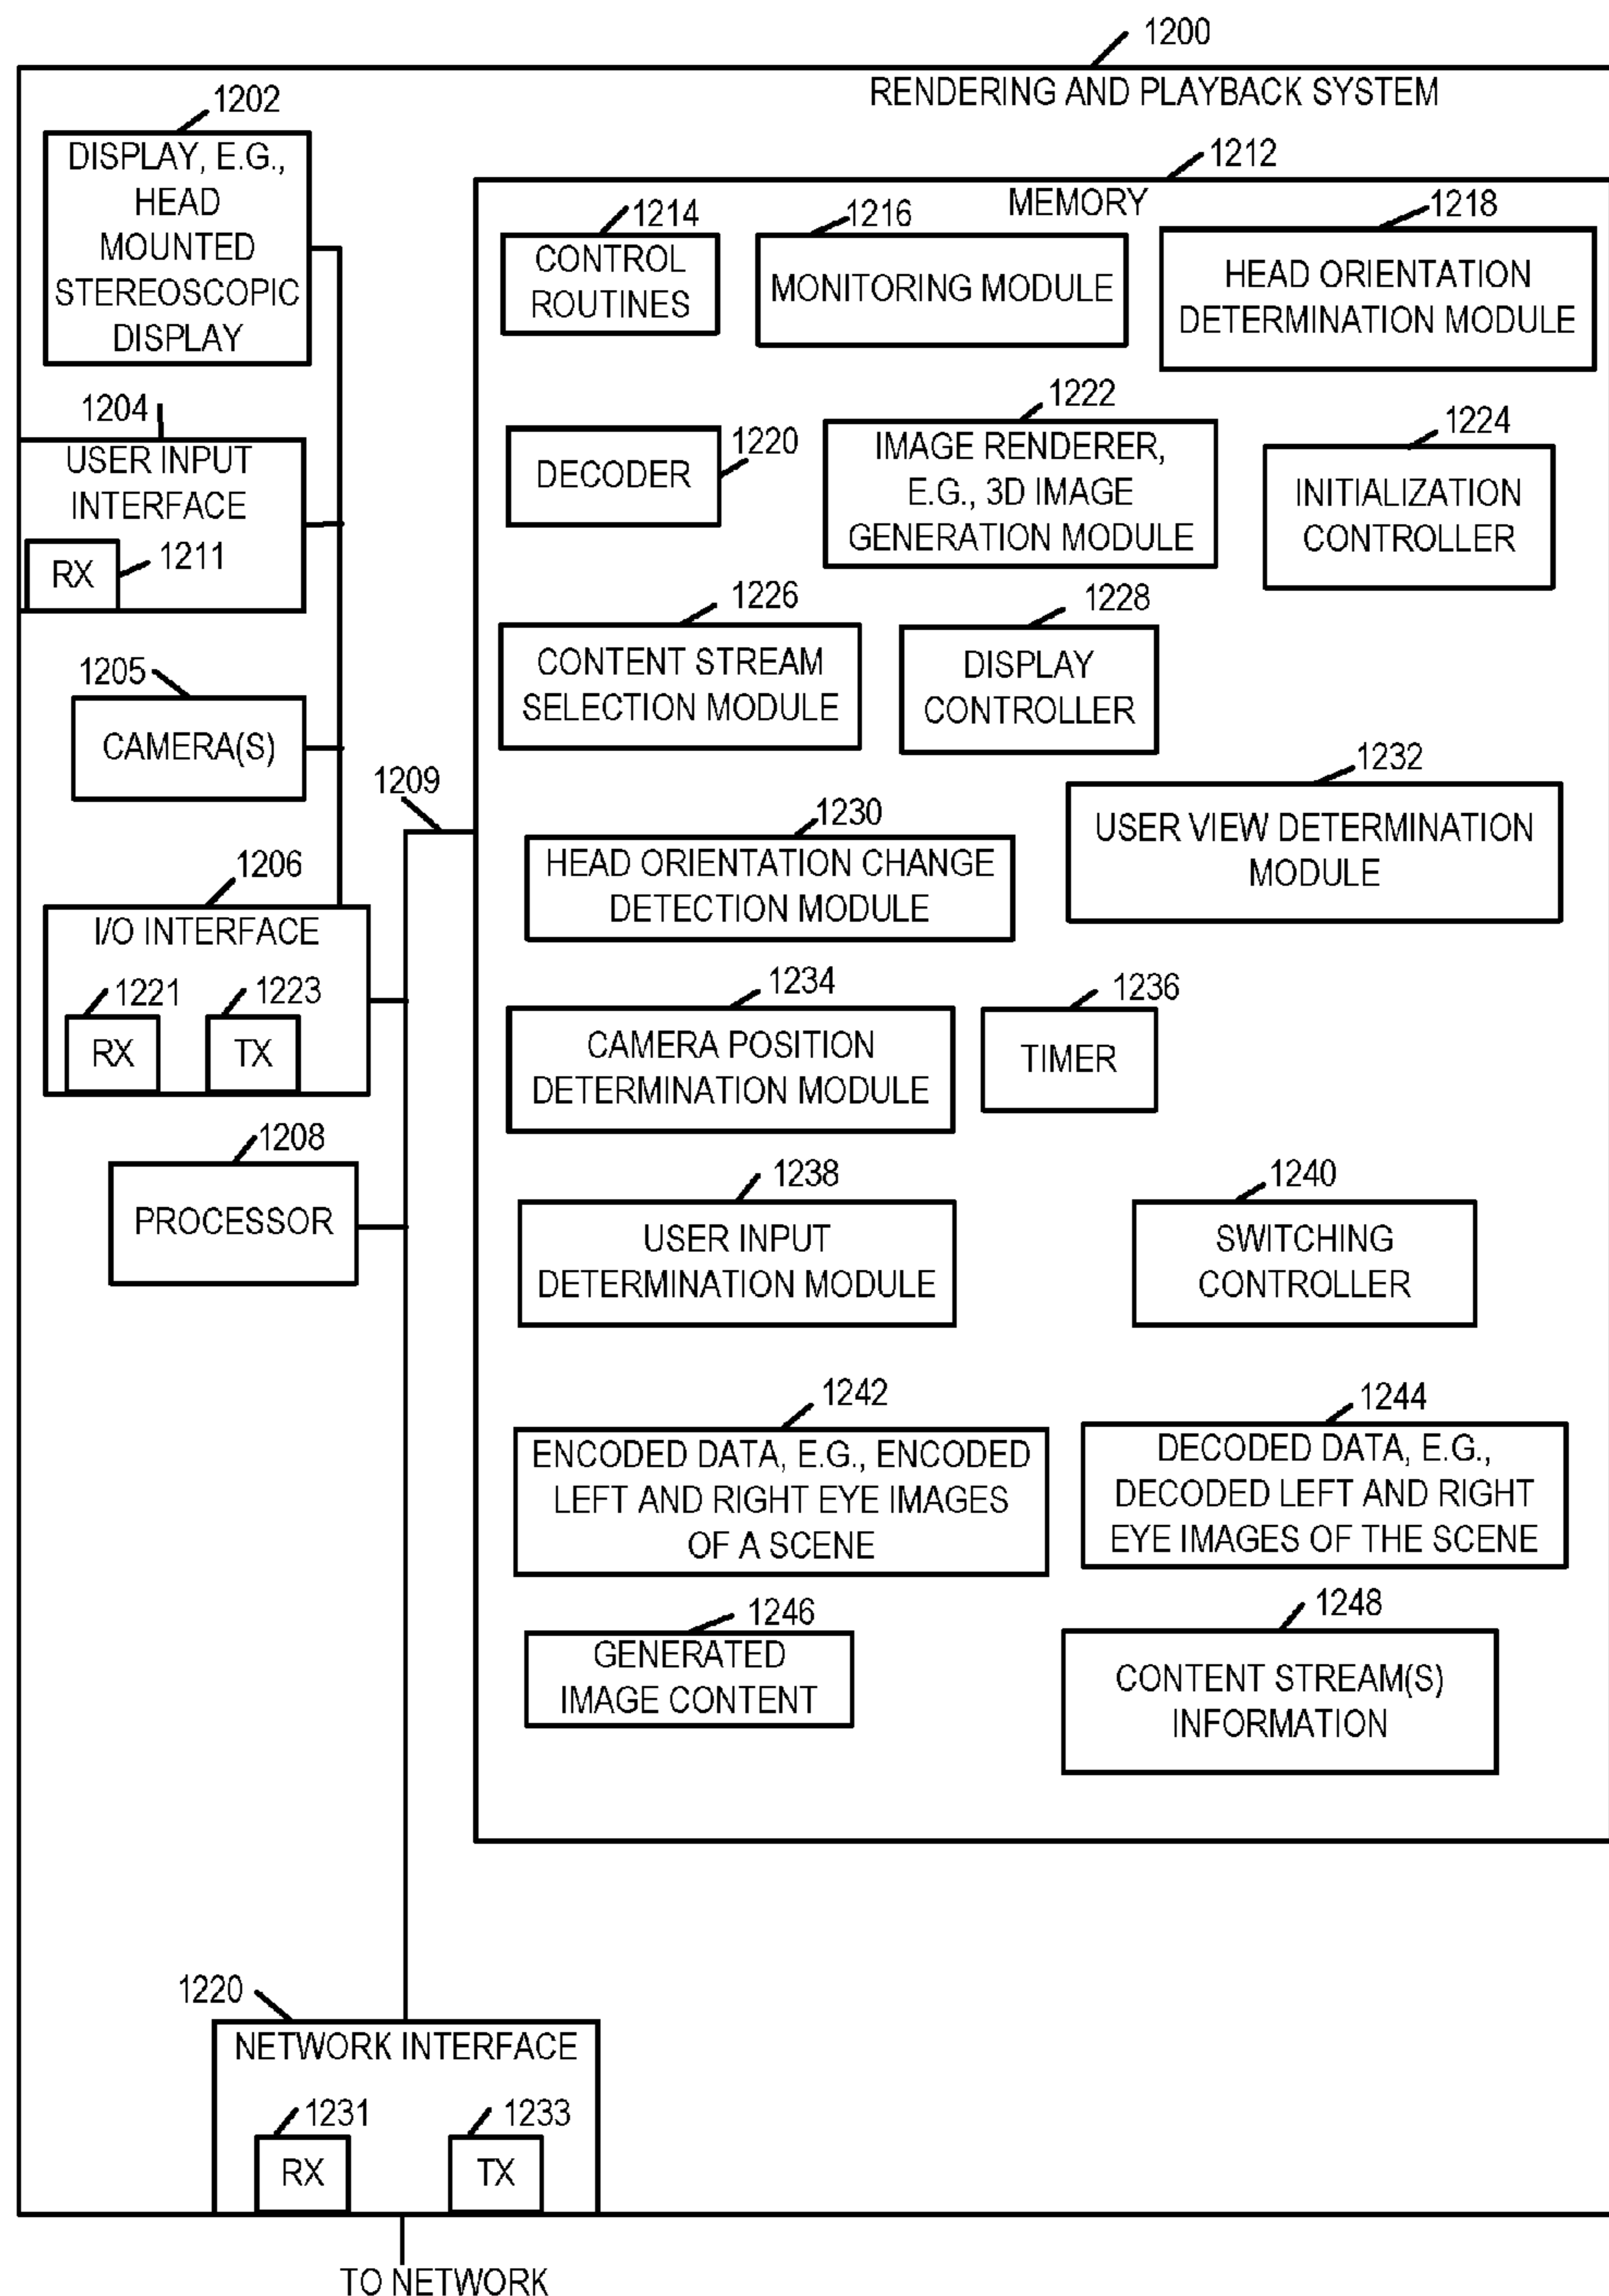 1200
RENDERING AND PLAYBACK SYSTEM
1202
DISPLAY, E.G.,
HEAD
MOUNTED
STEREOSCOPIC
DISPLAY
1204
USER INPUT
INTERFACE
RX
1211
1205
CAMERA(S)
1209
1206
I/O INTERFACE
1221
1223
RX
TX
1208
PROCESSOR
1212
MEMORY
1214
CONTROL
ROUTINES
1216
MONITORING MODULE
1218
HEAD ORIENTATION
DETERMINATION MODULE
DECODER
1220
1222
IMAGE RENDERER,
E.G., 3D IMAGE
GENERATION MODULE
1224
INITIALIZATION
CONTROLLER
1226
CONTENT STREAM
SELECTION MODULE
1228
DISPLAY
CONTROLLER
1230
HEAD ORIENTATION CHANGE
DETECTION MODULE
1232
USER VIEW DETERMINATION
MODULE
1234
CAMERA POSITION
DETERMINATION MODULE
1236
TIMER
1238
USER INPUT
DETERMINATION MODULE
1240
SWITCHING
CONTROLLER
1242
ENCODED DATA, E.G., ENCODED
LEFT AND RIGHT EYE IMAGES
OF A SCENE
1244
DECODED DATA, E.G.,
DECODED LEFT AND RIGHT
EYE IMAGES OF THE SCENE
1246
GENERATED
IMAGE CONTENT
1248
CONTENT STREAM(S)
INFORMATION
1220
NETWORK INTERFACE
1231
1233
RX
TX
TO NETWORK